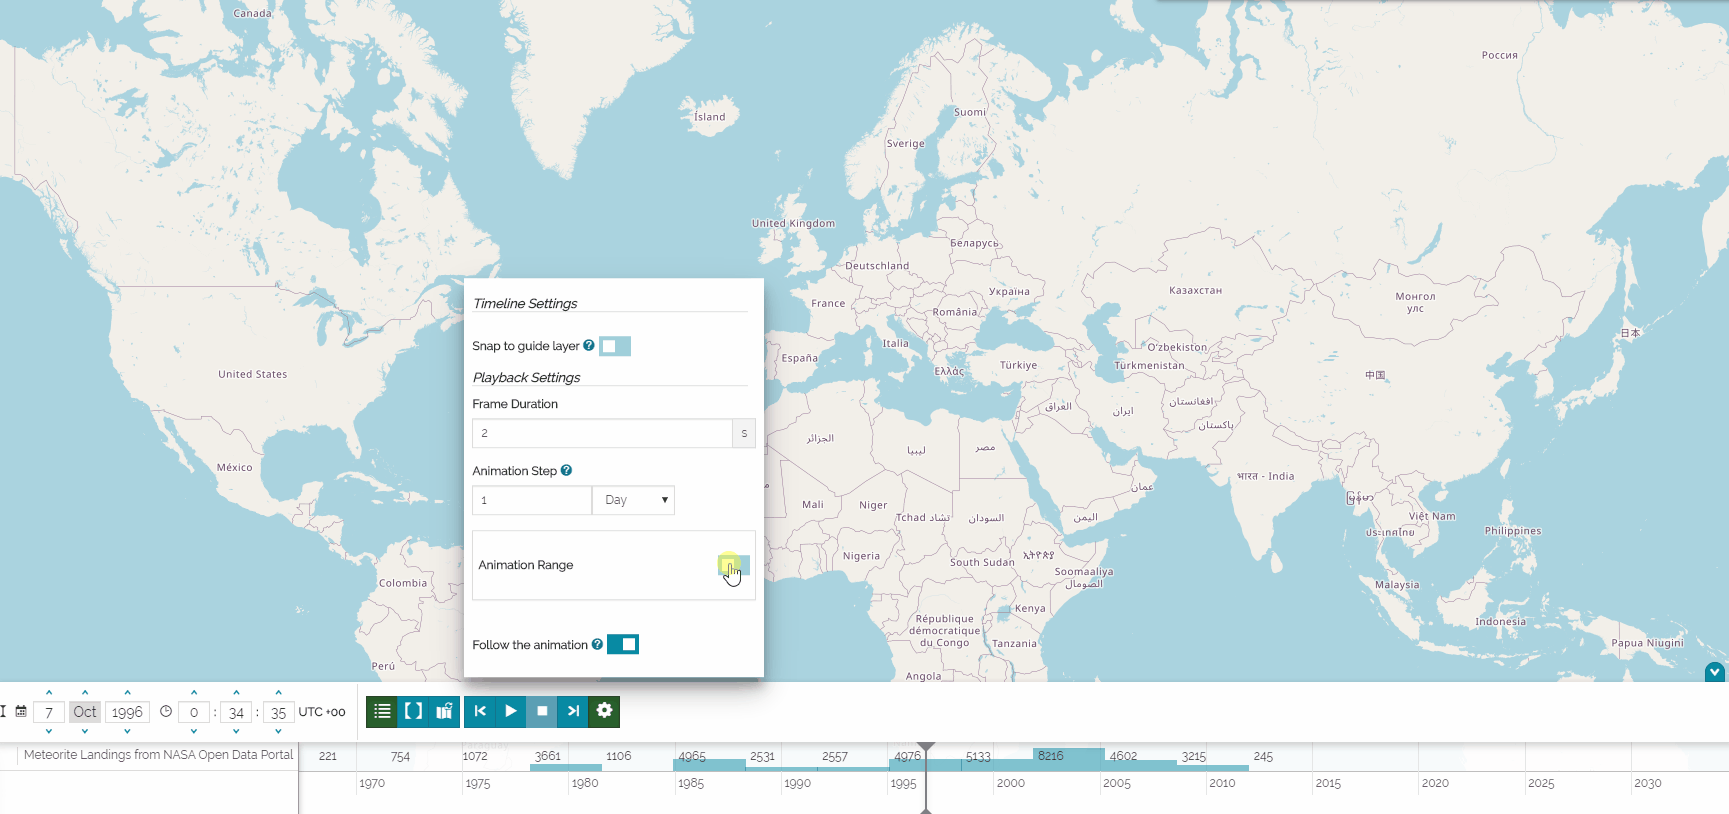 Canada
Россия
Ísland
Suomi
Sverige
United Kingdom
Беларусь
Deutschland
Україна
Казахстан
Монгол
улс
France
România
日本
Italia
O'zbekiston
España
Ελλάς
Türkiye
Türkmenistan
United States
中国
العراق
ایران
افغانستان
پاکستان
الجزائر
ليبيا
مصر
México
भारत - India
عمان
Mali
Niger
Tchad تشاد
السودان
اليمن
Việt Nam
Philippines
ประเทศไทย
Nigeria
South Sudan
ኢትዮጵያ
Soomaaliya
الصومال
Colombia
Malaysia
Kenya
République
démocratique
du Congo
Tanzania
Indonesia
Papua Niugini
Perú
Angola
Timeline Settings
Snap to guide layer ?
Playback Settings
Frame Duration
2 s
Animation Step ?
1 Day
Animation Range
Follow the animation ?
7 Oct 1996 0 : 34 : 35 UTC +00
Meteorite Landings from NASA Open Data Portal 221 754 1072 3661 1106 4965 2531 2557 4976 5133 8216 4602 3215 245
1970 1975 1980 1985 1990 1995 2000 2005 2010 2015 2020 2025 2030